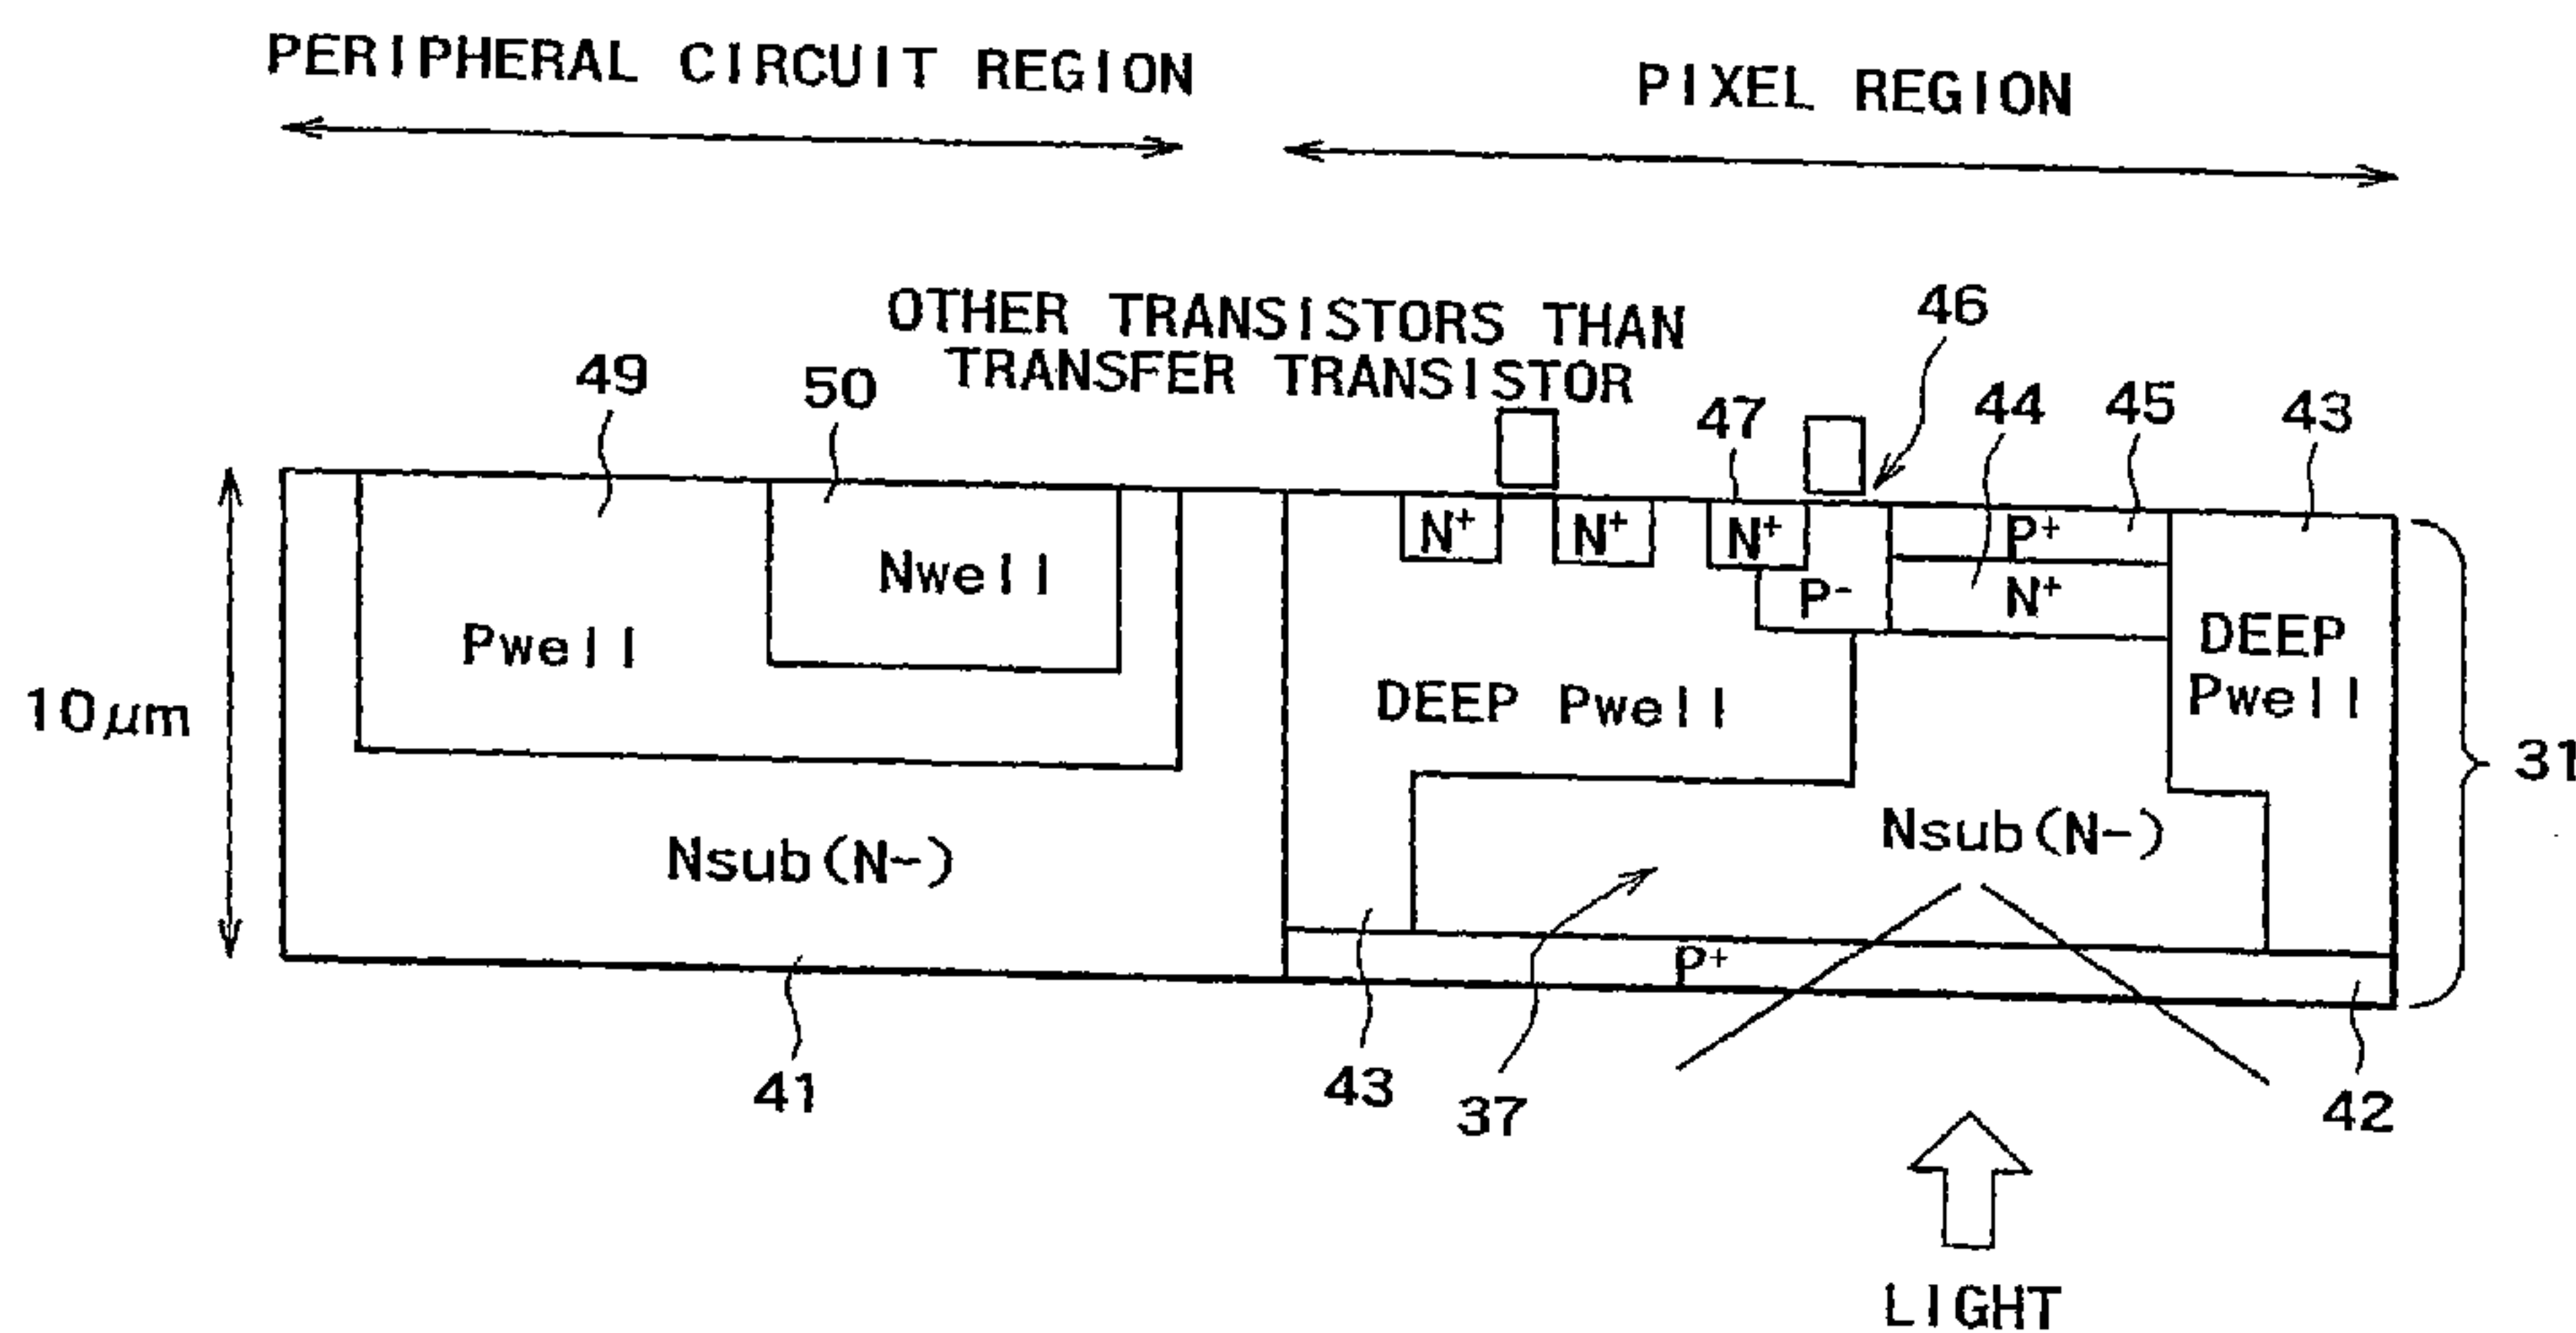 PERIPHERAL CIRCUIT REGION
PIXEL REGION
OTHER TRANSISTORS THAN
TRANSFER TRANSISTOR
46
49
50
47
44
45
43
N+
N+
N+
P+
P-
N+
Nwell
Pwell
DEEP
Pwell
DEEP Pwell
10μm
31
Nsub(N-)
Nsub(N-)
P+
41
43
37
42
LIGHT